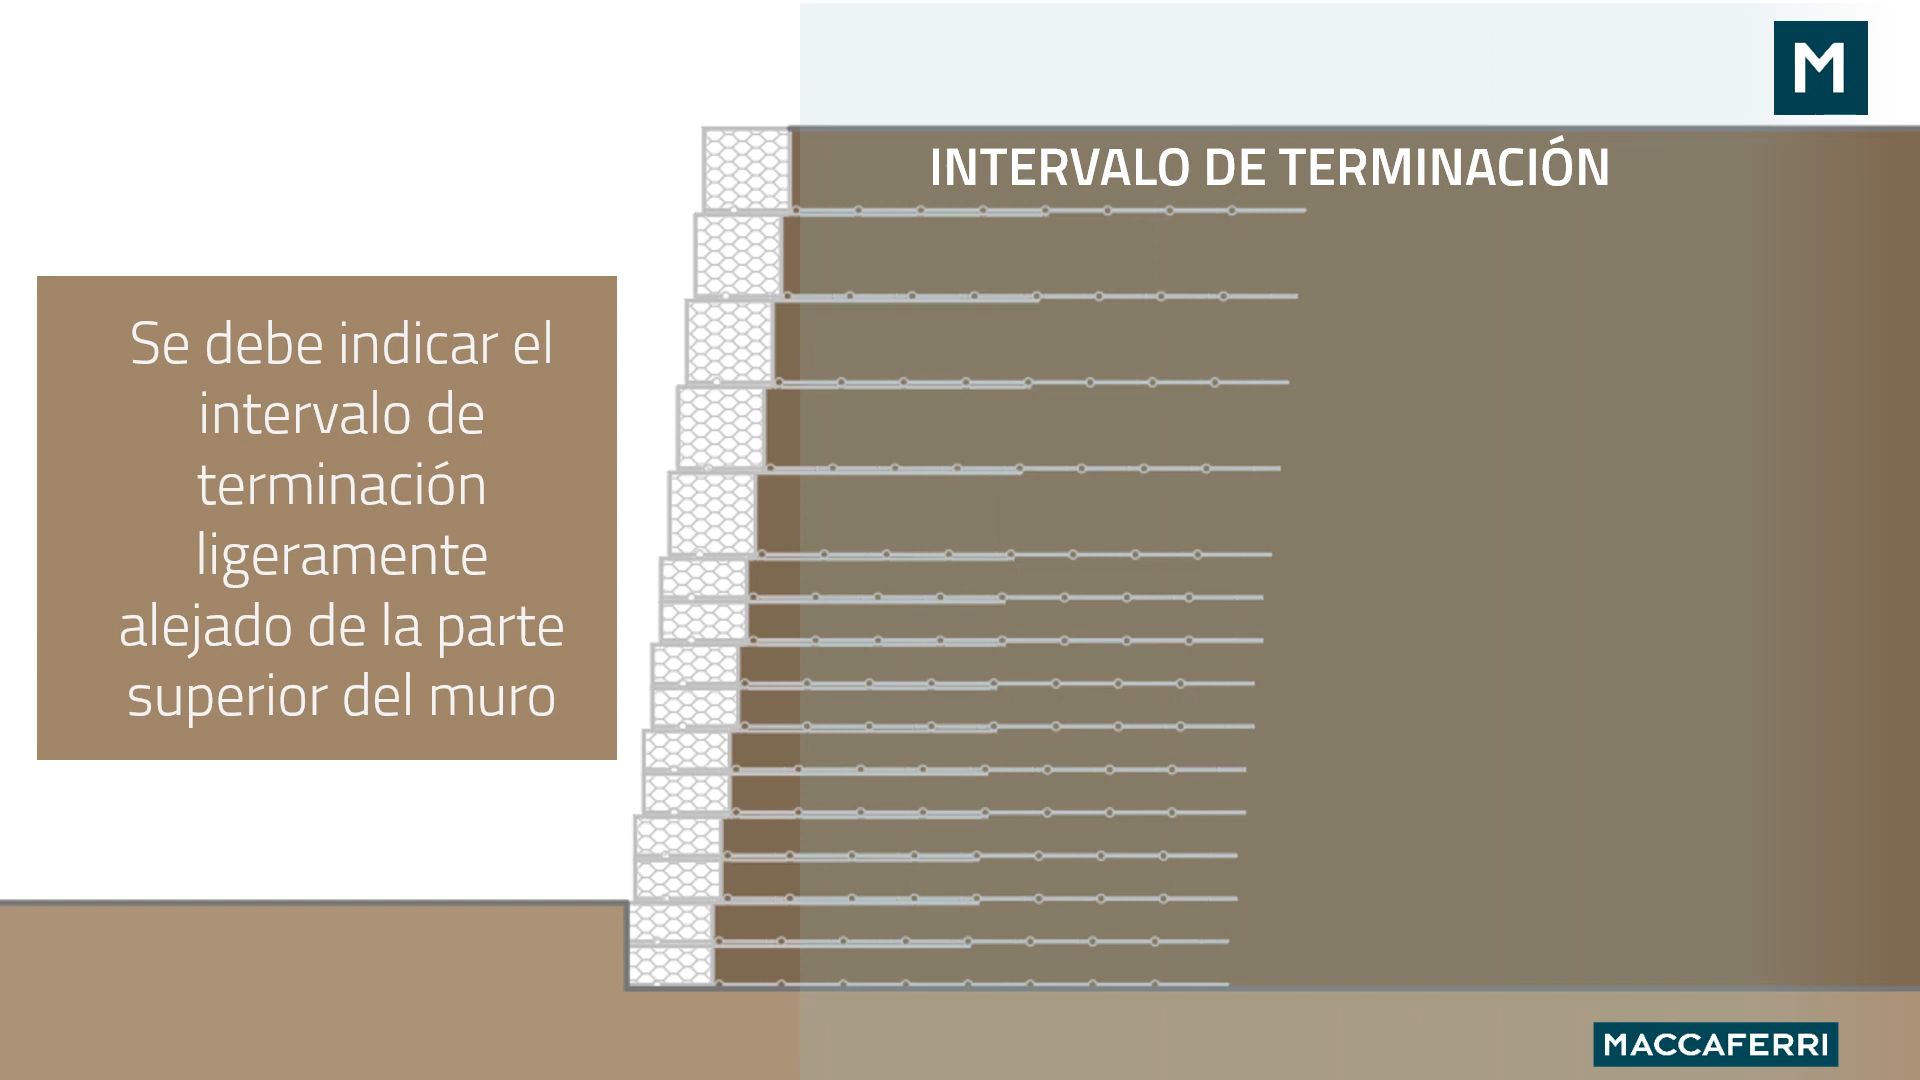 M
INTERVALO DE TERMINACIÓN
Se debe indicar el
intervalo de
terminación
ligeramente
alejado de la parte
superior del muro
MACCAFERRI